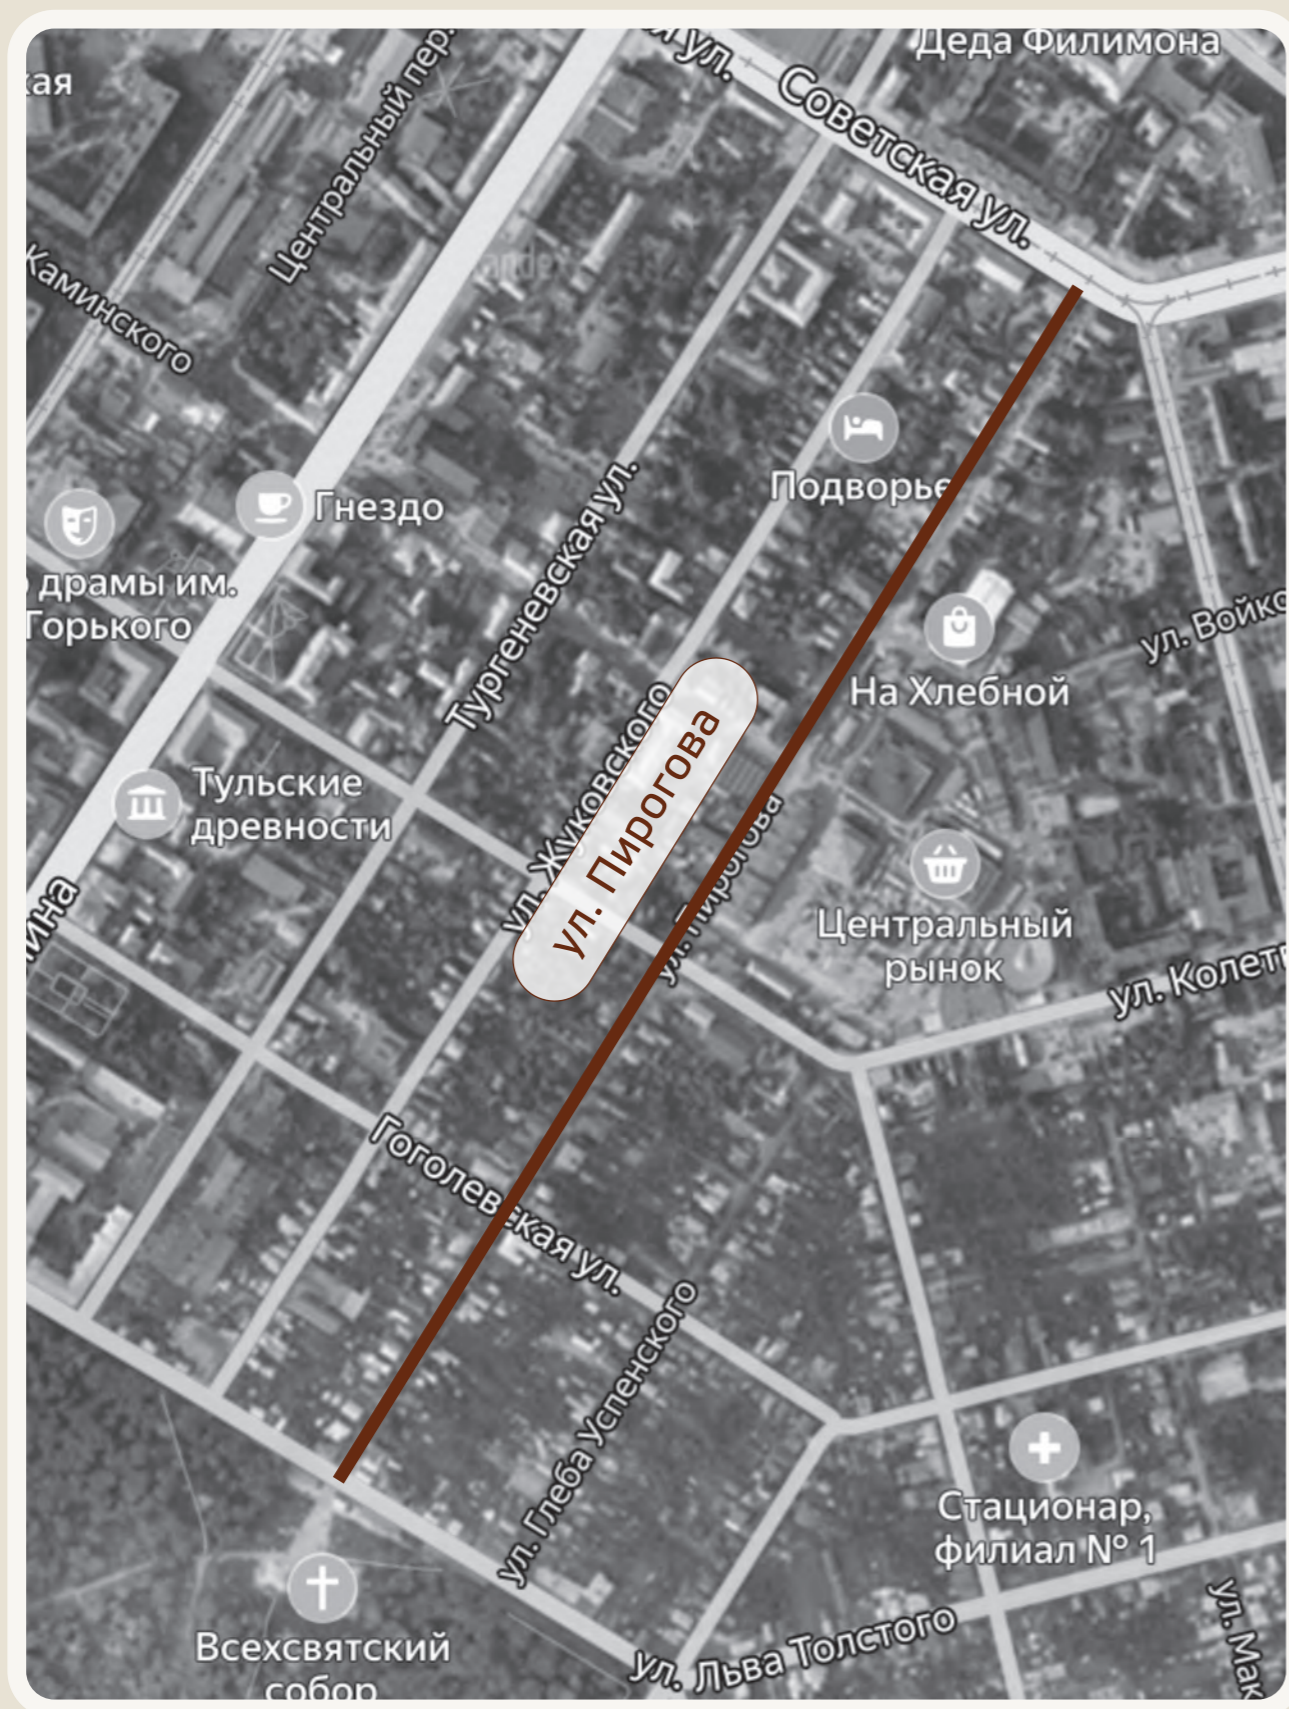 я ул.
Деда Филимона
кая
Центральный пер.
Советская ул.
Каминского
Подворье
Гнездо
драмы им.
Горького
Тургеневская ул.
На Хлебной
ул. Войко
ул. Жуковского
ул. Пирогова
ул. Пирогова
Тульские
древности
Центральный
рынок
ина
ул. Колет
Гоголевская ул.
ул. Глеба Успенского
Стационар,
филиал № 1
Всехсвятский
собор
ул. Льва Толстого
ул. Мак